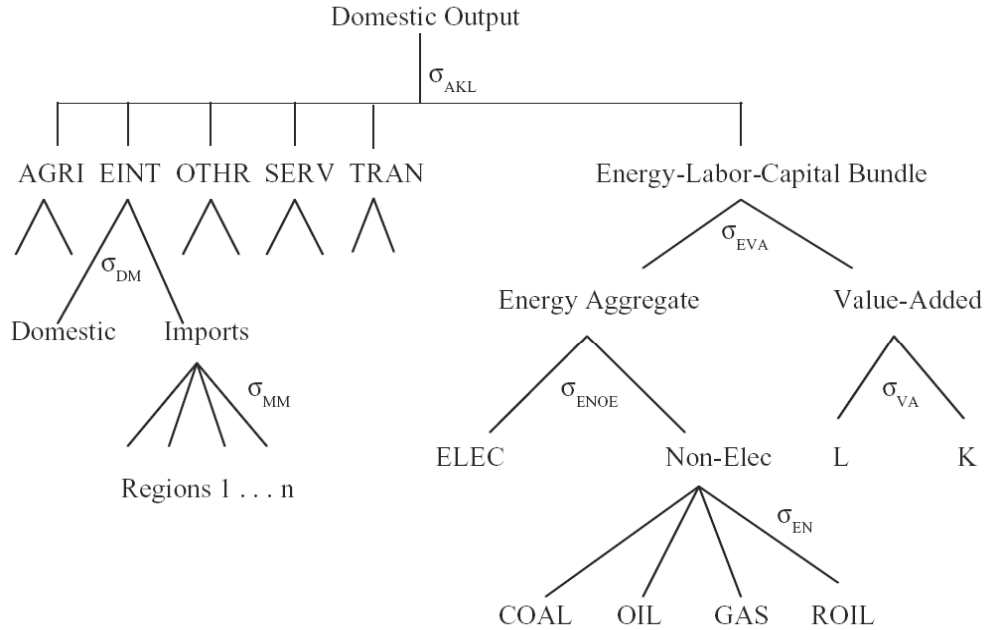 Domestic Output
σAKL
AGRI EINT OTHR SERV TRAN
Energy-Labor-Capital Bundle
σDM
σEVA
Domestic Imports
Energy Aggregate
Value-Added
σMM
σENOE
σVA
Regions 1 . . . n
ELEC
Non-Elec
L
K
σEN
COAL OIL GAS ROIL